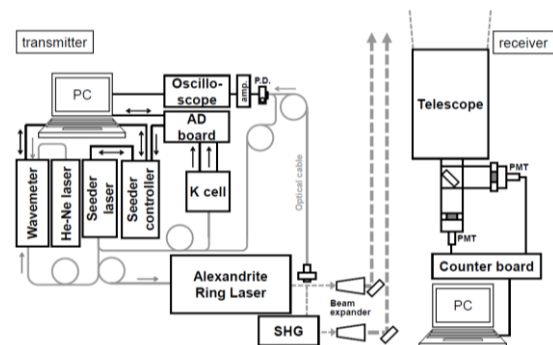 transmitter
receiver
PC
Oscillo-
scope
amp.
P.D.
AD
board
Telescope
Wavemeter
He-Ne laser
Seeder
laser
Seeder
controller
K cell
Optical cable
PMT
PMT
Alexandrite
Ring Laser
Beam
expander
Counter board
SHG
PC